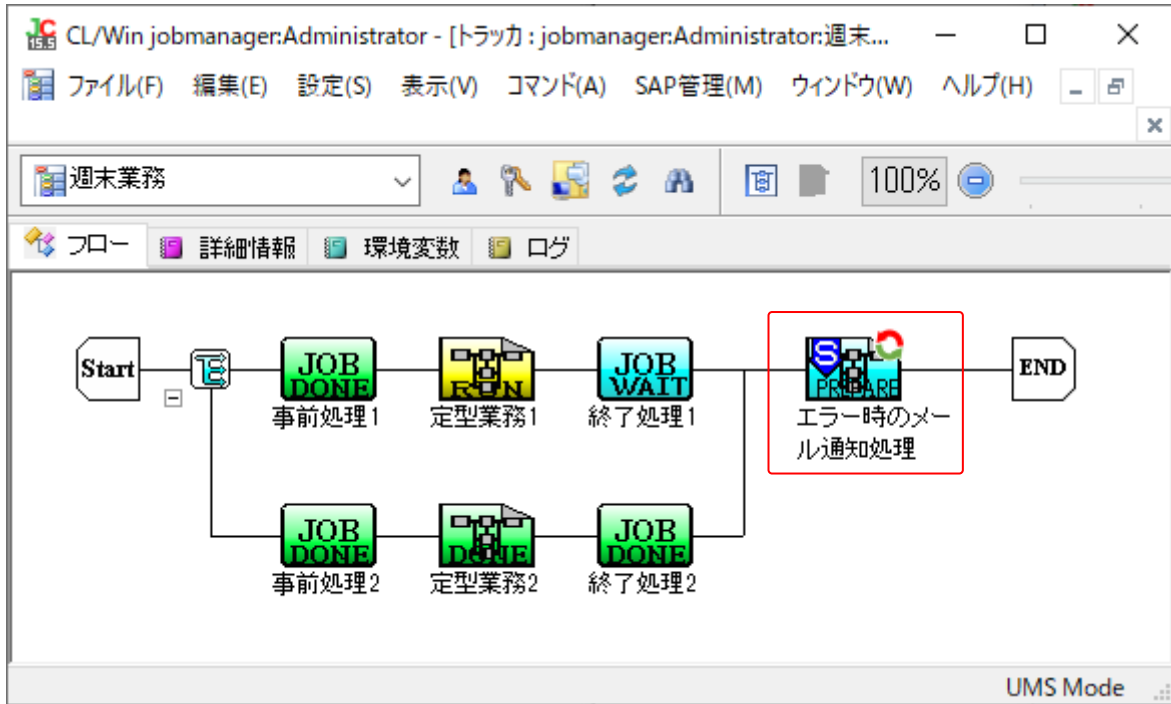 JC
15.5
CL/Win jobmanager:Administrator - [トラッカ : jobmanager:Administrator:週末...
ファイル(F) 編集(E) 設定(S) 表示(V) コマンド(A) SAP管理(M) ウィンドウ(W) ヘルプ(H)
週末業務
100%
フロー 詳細情報 環境変数 ログ
Start
JOB
DONE
事前処理1
RUN
定型業務1
JOB
WAIT
終了処理1
S
PREPARE
エラー時のメー
ル通知処理
END
JOB
DONE
事前処理2
DONE
定型業務2
JOB
DONE
終了処理2
UMS Mode